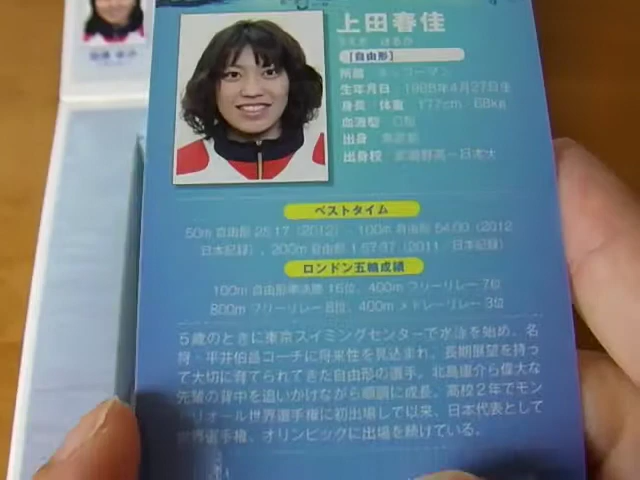 上田春佳
うえだ はるか
[自由形]
所属 キッコーマン
生年月日 1988年4月27日生
身長/体重 177cm/68kg
血液型
出身 東京都
出身校 武蔵野高－日本大
ベストタイム
50m 自由形 25.17（2012）、100m 自由形 54.00（2012
日本記録）、200m 自由形 1:57.37（2011／日本記録）
ロンドン五輪成績
100m 自由形準決勝 16位、400m フリーリレー 7位
800m フリーリレー 8位、400m メドレーリレー 3位
5歳のときに東京スイミングセンターで水泳を始め、名
将・平井伯昌コーチに将来性を見込まれ、長期展望を持っ
て大切に育てられてきた自由形の選手。北島康介ら偉大な
先輩の背中を追いかけながら順調に成長。高校2年でモン
トリオール世界選手権に初出場して以来、日本代表として
世界選手権、オリンピックに出場を続けている。